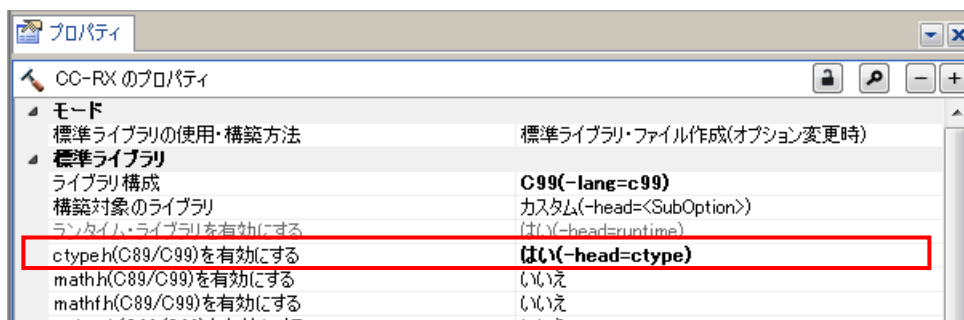 プロパティ
CC-RX のプロパティ
モード
標準ライブラリの使用・構築方法 標準ライブラリ・ファイル作成(オプション変更時)
標準ライブラリ
ライブラリ構成 C99(-lang=c99)
構築対象のライブラリ カスタム(-head=<SubOption>)
ランタイム・ライブラリを有効にする はい(-head=runtime)
ctype.h(C89/C99)を有効にする はい(-head=ctype)
math.h(C89/C99)を有効にする いいえ
mathf.h(C89/C99)を有効にする いいえ